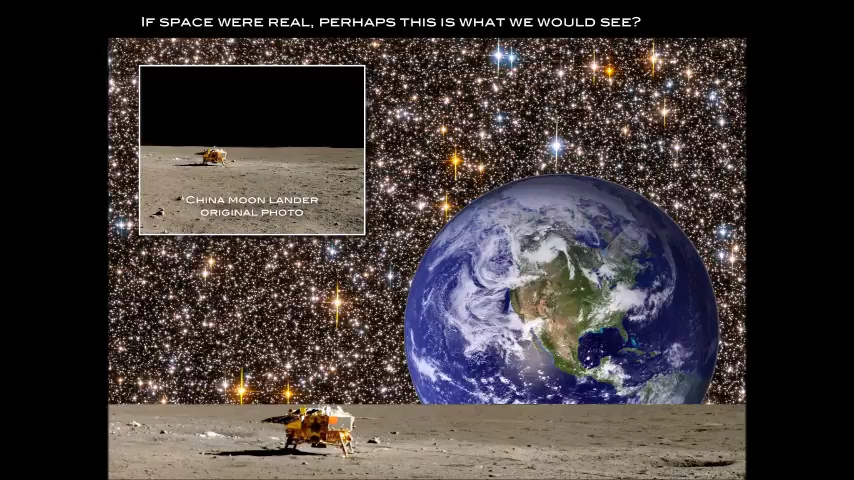 If space were real, perhaps this is what we would see?
*China moon lander
original photo